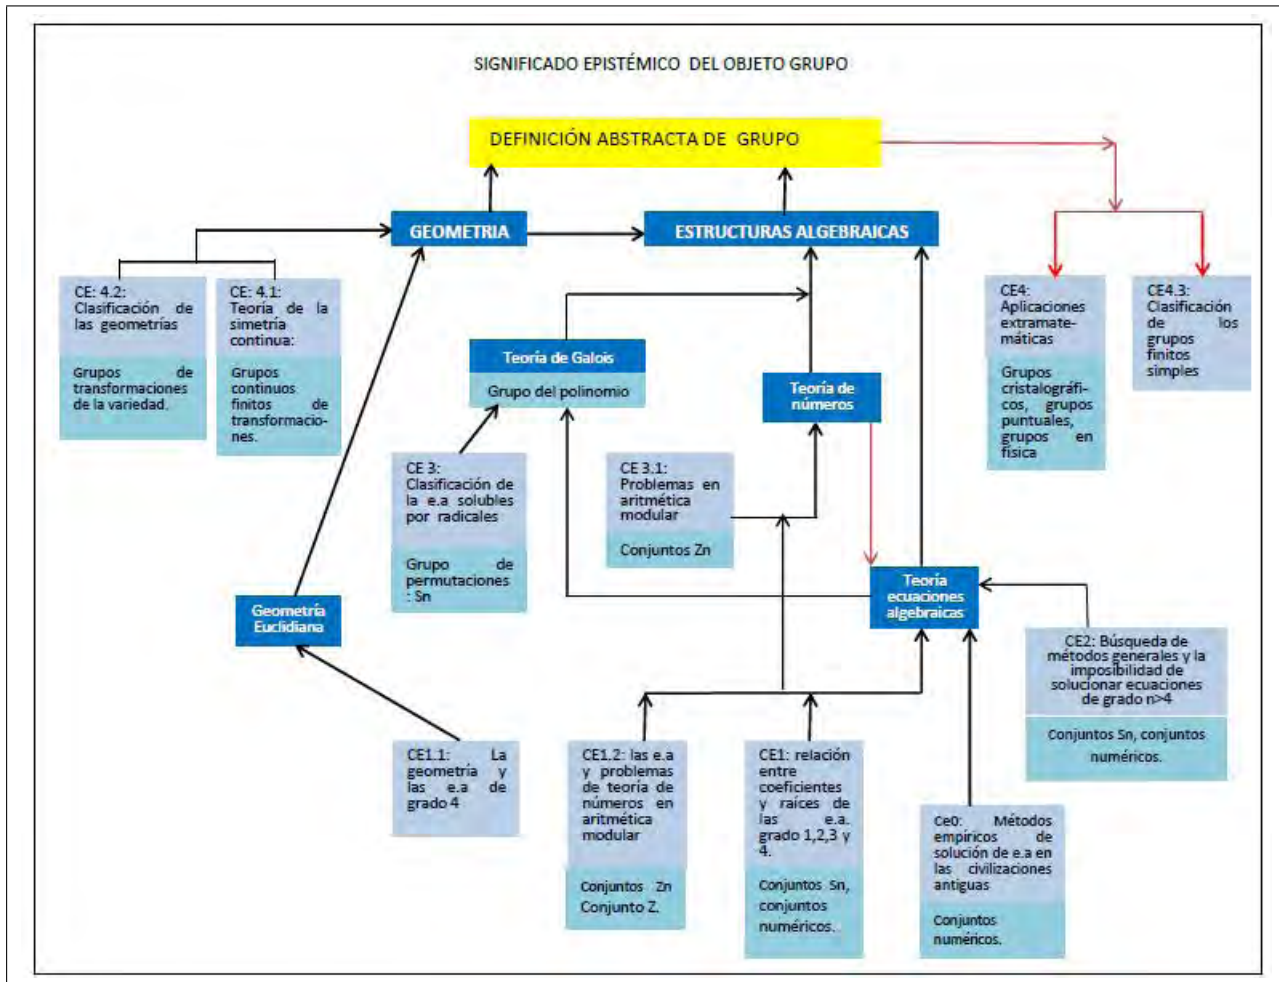 SIGNIFICADO EPISTÉMICO DEL OBJETO GRUPO
DEFINICIÓN ABSTRACTA DE GRUPO
GEOMETRIA
ESTRUCTURAS ALGEBRAICAS
CE: 4.2:
Clasificación de
las geometrías
Grupos de
transformaciones
de la variedad.
CE: 4.1:
Teoría de la
simetría
continua:
Grupos
continuos
finitos de
transformacio-
nes.
CE4:
Aplicaciones
extramate-
máticas
Grupos
cristalográfi-
cos, grupos
puntuales,
grupos en
física
CE4.3:
Clasificación
de los
grupos
finitos
simples
Teoría de Galois
Grupo del polinomio
Teoría de
números
CE 3:
Clasificación de
la e.a solubles
por radicales
Grupo de
permutaciones
: Sn
CE 3.1:
Problemas en
aritmética
modular
Conjuntos Zn
Geometría
Euclidiana
Teoría
ecuaciones
algebraicas
CE2: Búsqueda de
métodos generales y la
imposibilidad de
solucionar ecuaciones
de grado n>4
Conjuntos Sn, conjuntos
numéricos.
CE1.1: La
geometría y
las e.a de
grado 4
CE1.2: las e.a
y problemas
de teoría de
números en
aritmética
modular
Conjuntos Zn
Conjunto Z.
CE1: relación
entre
coeficientes
y raíces de
las e.a.
grado 1,2,3 y
4.
Conjuntos Sn,
conjuntos
numéricos.
Ce0: Métodos
empíricos de
solución de e.a en
las civilizaciones
antiguas
Conjuntos
numéricos.